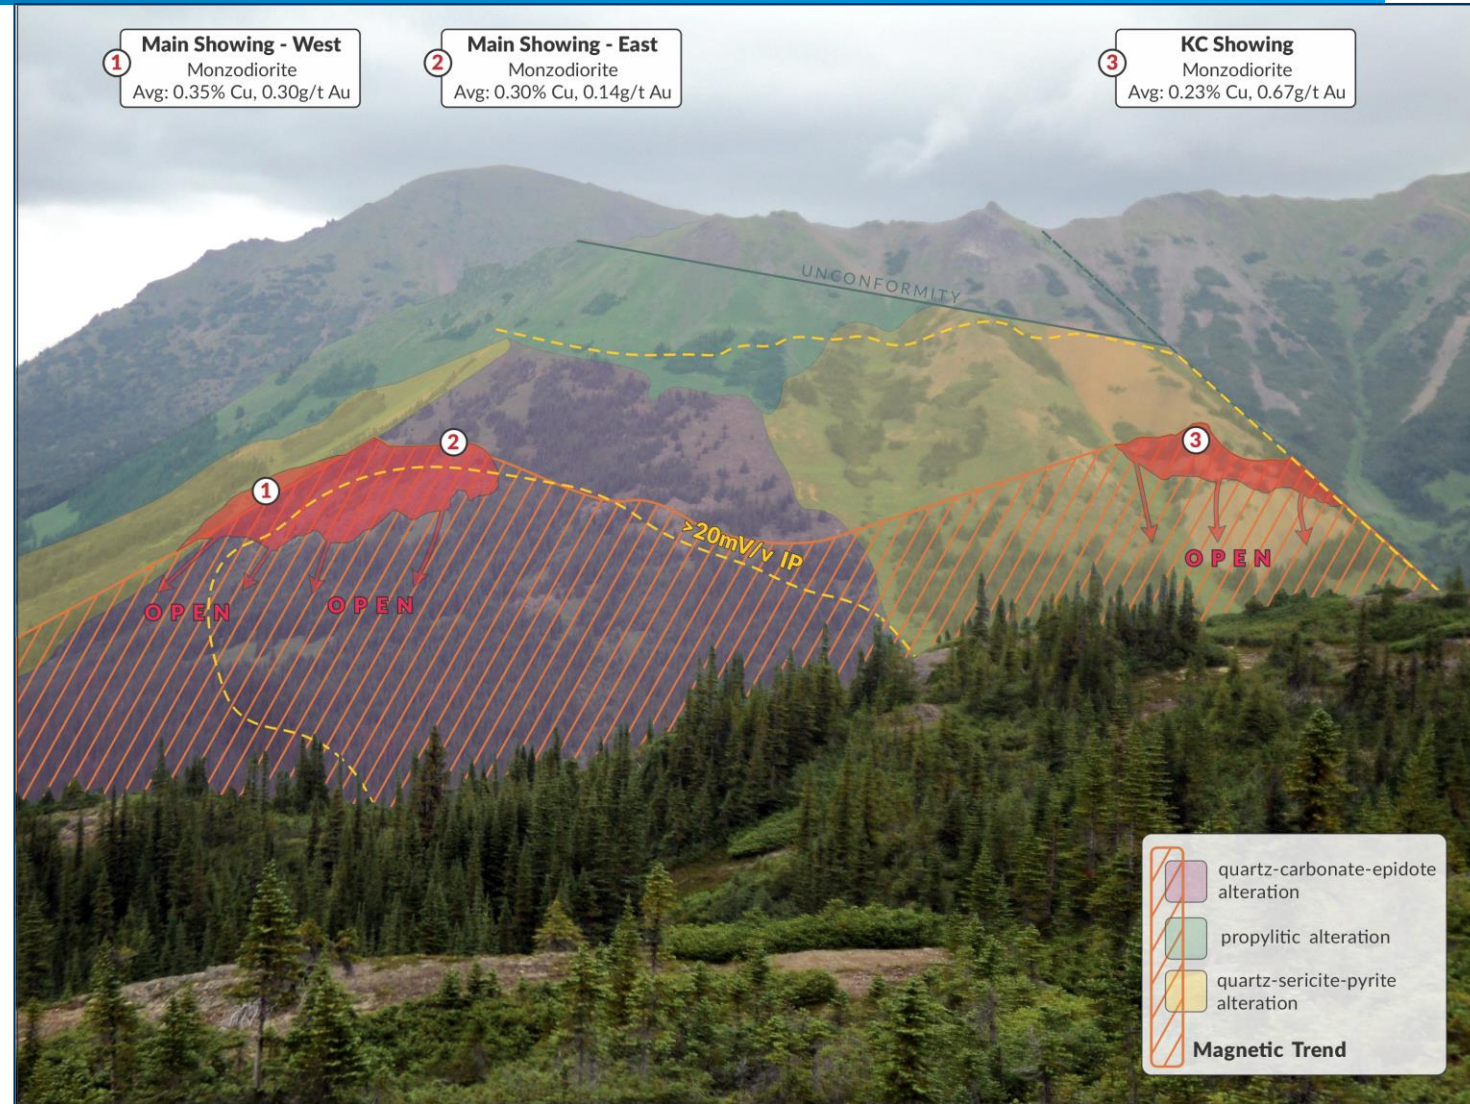 1
Main Showing - West
Monzodiorite
Avg: 0.35% Cu, 0.30g/t Au
2
Main Showing - East
Monzodiorite
Avg: 0.30% Cu, 0.14g/t Au
3
KC Showing
Monzodiorite
Avg: 0.23% Cu, 0.67g/t Au
UNCONFORMITY
1
2
3
>20mV/v IP
OPEN
OPEN
OPEN
quartz-carbonate-epidote
alteration
propylitic alteration
quartz-sericite-pyrite
alteration
Magnetic Trend